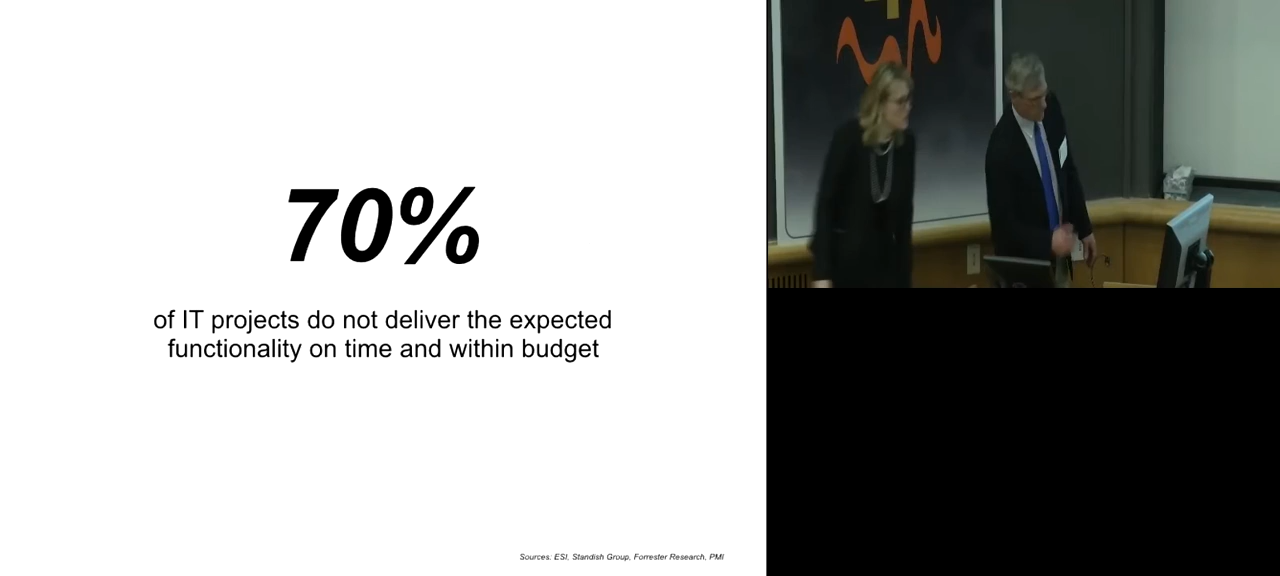 70%
of IT projects do not deliver the expected
functionality on time and within budget
Sources: ESI, Standish Group, Forrester Research, PMI